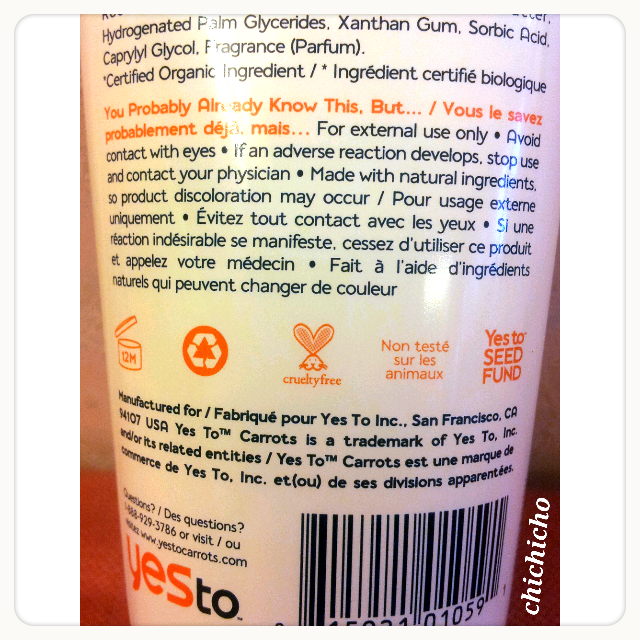 Hydrogenated Palm Glycerides, Xanthan Gum, Sorbic Acid,
Caprylyl Glycol, Fragrance (Parfum).
*Certified Organic Ingredient / * Ingrédient certifié biologique
You Probably Already Know This, But... / Vous le savez
probablement déjà, mais... For external use only • Avoid
contact with eyes • If an adverse reaction develops, stop use
and contact your physician • Made with natural ingredients,
so product discoloration may occur / Pour usage externe
uniquement • Évitez tout contact avec les yeux • Si une
réaction indésirable se manifeste, cessez d'utiliser ce produit
et appelez votre médecin • Fait à l'aide d'ingrédients
naturels qui peuvent changer de couleur
12M
crueltyfree
Non testé
sur les
animaux
Yes to
SEED
FUND
Manufactured for / Fabriqué pour Yes To Inc., San Francisco, CA
94107 USA Yes To™ Carrots is a trademark of Yes To, Inc.
and/or its related entities / Yes To™ Carrots est une marque de
commerce de Yes To, Inc. et(ou) de ses divisions apparentées.
Questions? / Des questions?
1-888-929-3786 or visit / ou
visitez www.yestocarrots.com
yesto™
01059
chichicho